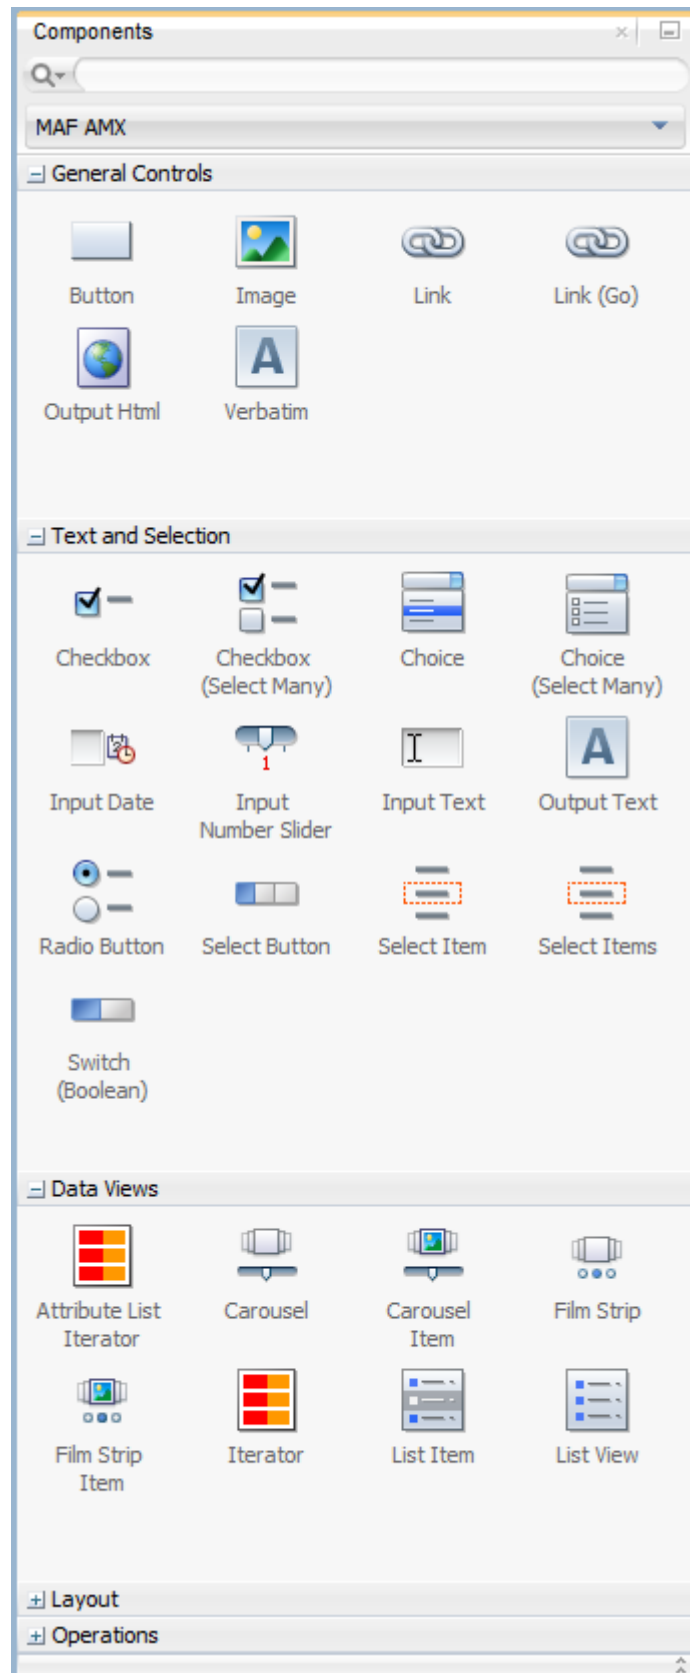 Components
MAF AMX
General Controls
Button Image Link Link (Go)
Output Html Verbatim
Text and Selection
Checkbox Checkbox Choice Choice
(Select Many) (Select Many)
1
Input Date Input Input Text Output Text
Number Slider
Radio Button Select Button Select Item Select Items
Switch
(Boolean)
Data Views
Attribute List Carousel Carousel Film Strip
Iterator Item
Film Strip Iterator List Item List View
Item
Layout
Operations